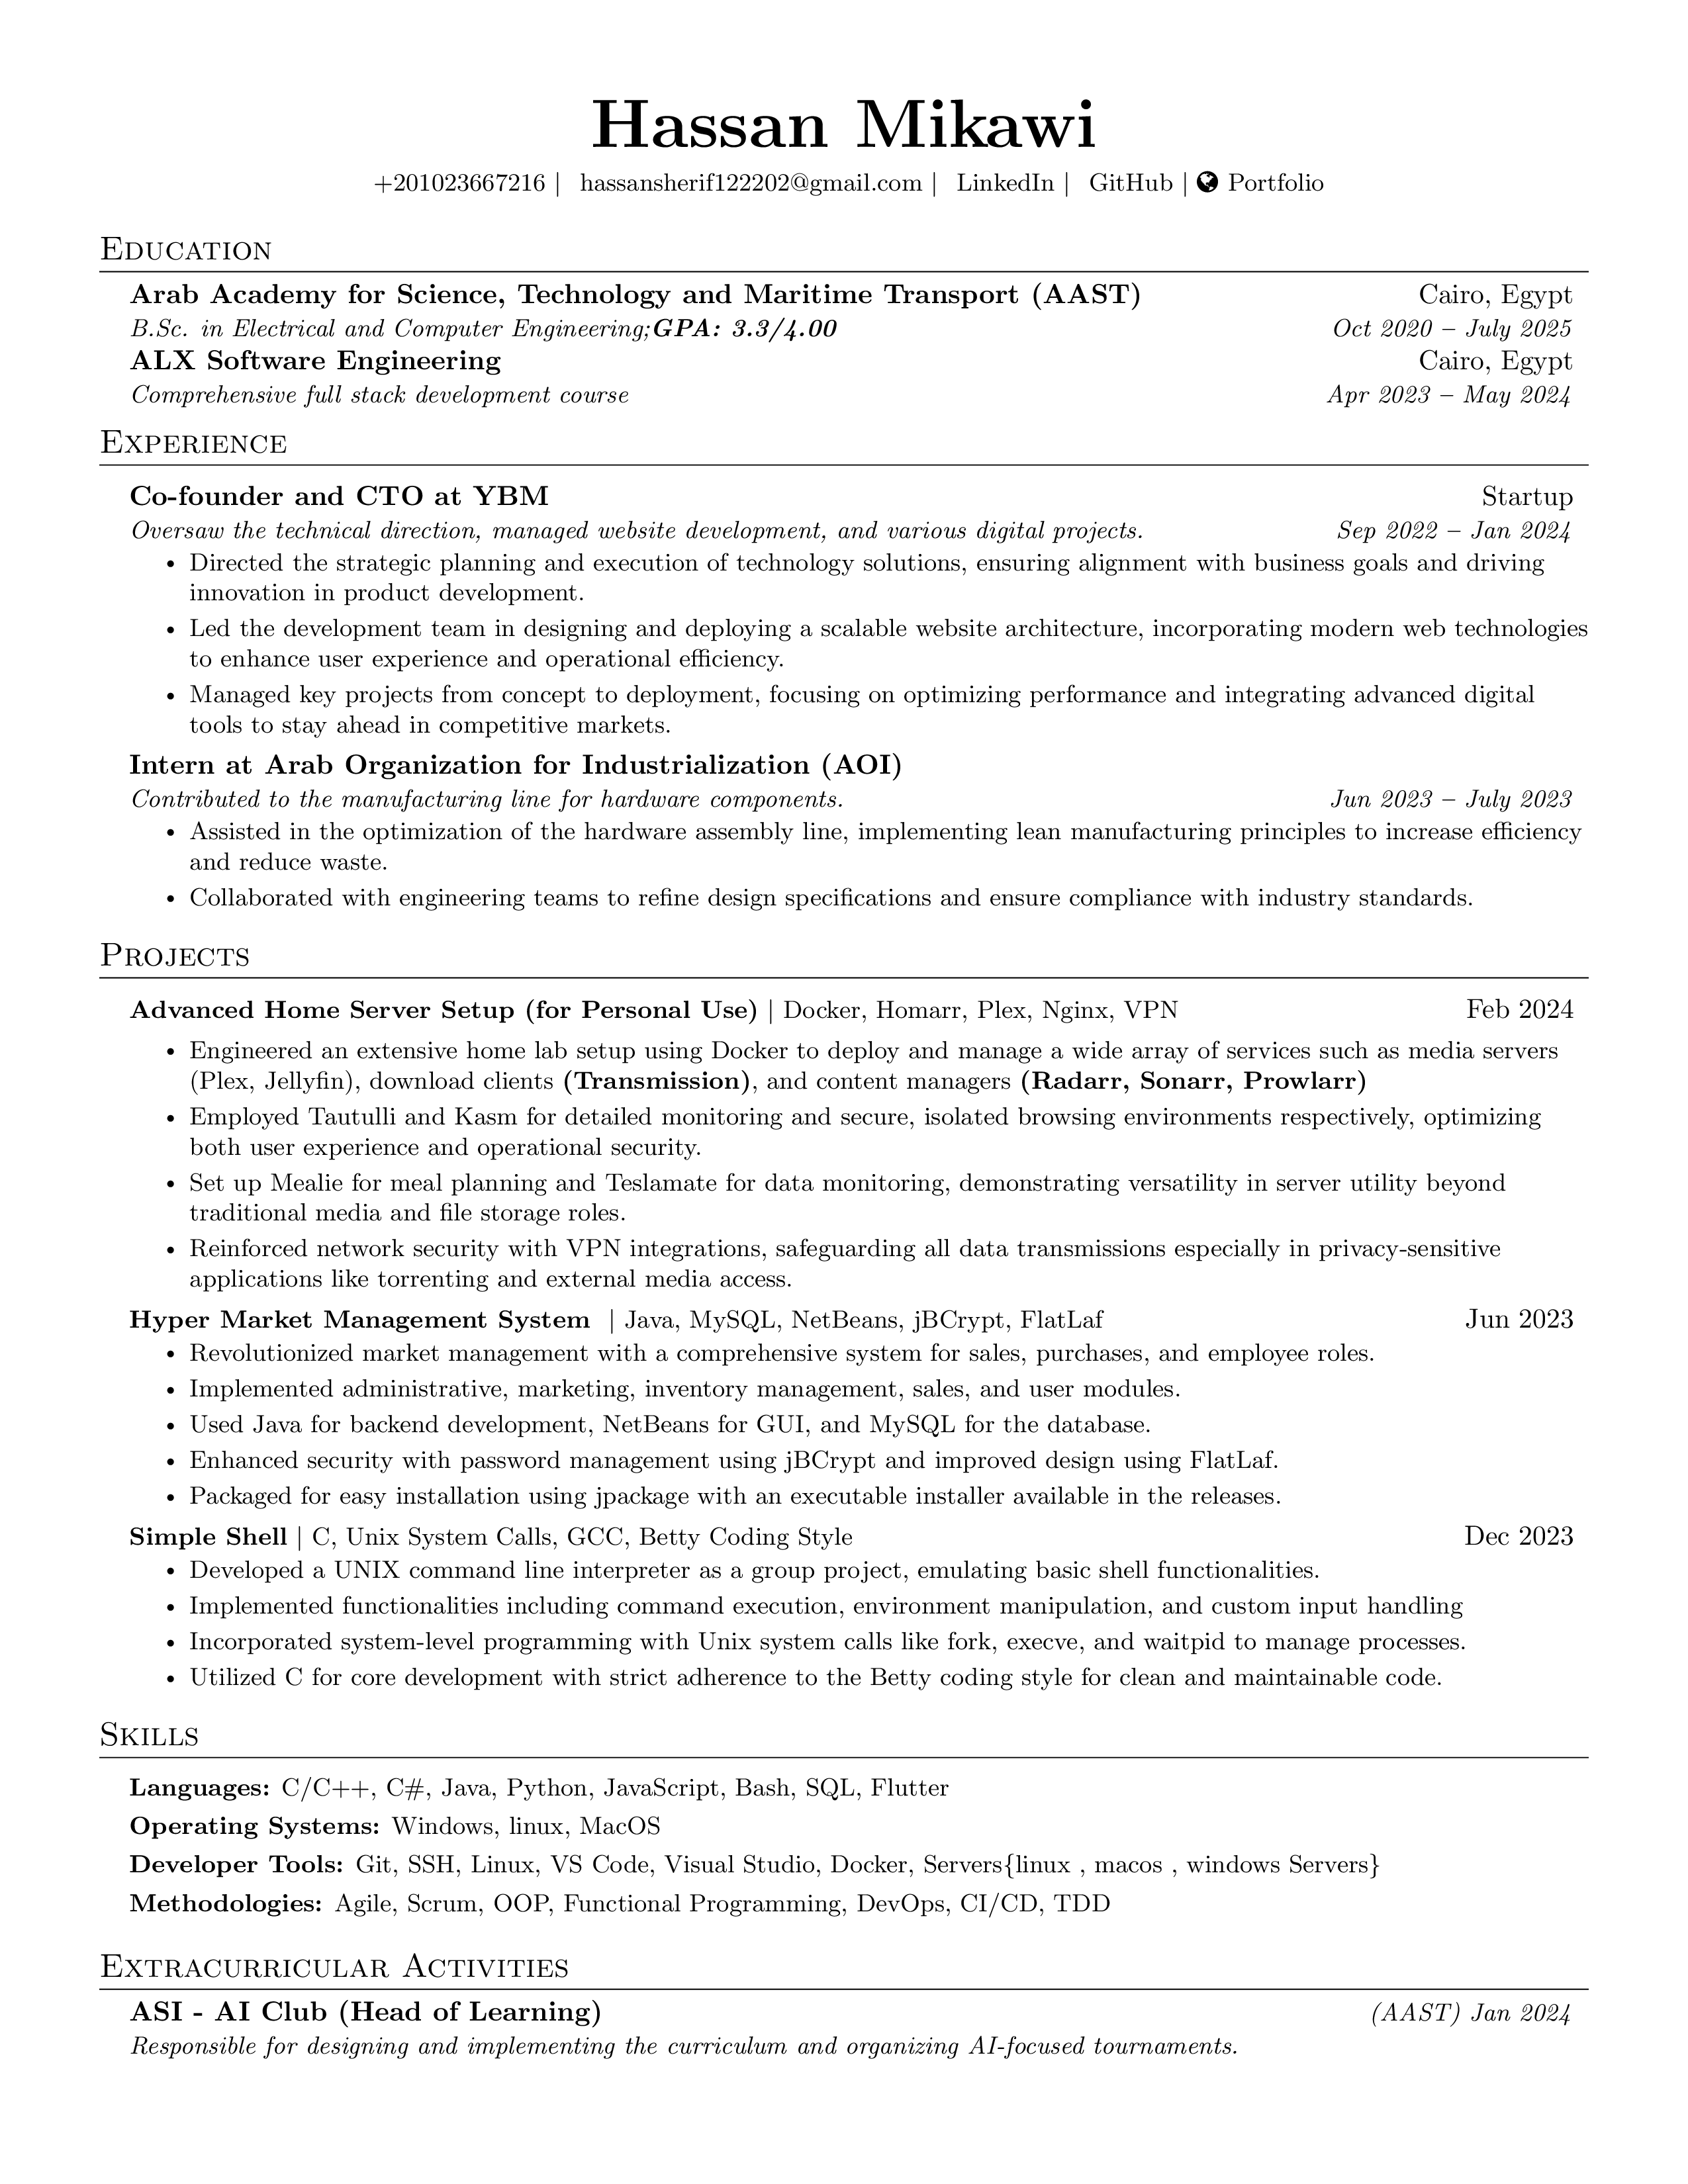 Hassan Mikawi
+201023667216 | hassansherif122202@gmail.com | LinkedIn | GitHub | Portfolio
Education
Arab Academy for Science, Technology and Maritime Transport (AAST) Cairo, Egypt
B.Sc. in Electrical and Computer Engineering;GPA: 3.3/4.00 Oct 2020 – July 2025
ALX Software Engineering Cairo, Egypt
Comprehensive full stack development course Apr 2023 – May 2024
Experience
Co-founder and CTO at YBM Startup
Oversaw the technical direction, managed website development, and various digital projects. Sep 2022 – Jan 2024
• Directed the strategic planning and execution of technology solutions, ensuring alignment with business goals and driving
innovation in product development.
• Led the development team in designing and deploying a scalable website architecture, incorporating modern web technologies
to enhance user experience and operational efficiency.
• Managed key projects from concept to deployment, focusing on optimizing performance and integrating advanced digital
tools to stay ahead in competitive markets.
Intern at Arab Organization for Industrialization (AOI)
Contributed to the manufacturing line for hardware components. Jun 2023 – July 2023
• Assisted in the optimization of the hardware assembly line, implementing lean manufacturing principles to increase efficiency
and reduce waste.
• Collaborated with engineering teams to refine design specifications and ensure compliance with industry standards.
Projects
Advanced Home Server Setup (for Personal Use) | Docker, Homarr, Plex, Nginx, VPN Feb 2024
• Engineered an extensive home lab setup using Docker to deploy and manage a wide array of services such as media servers
(Plex, Jellyfin), download clients (Transmission), and content managers (Radarr, Sonarr, Prowlarr)
• Employed Tautulli and Kasm for detailed monitoring and secure, isolated browsing environments respectively, optimizing
both user experience and operational security.
• Set up Mealie for meal planning and Teslamate for data monitoring, demonstrating versatility in server utility beyond
traditional media and file storage roles.
• Reinforced network security with VPN integrations, safeguarding all data transmissions especially in privacy-sensitive
applications like torrenting and external media access.
Hyper Market Management System | Java, MySQL, NetBeans, jBCrypt, FlatLaf Jun 2023
• Revolutionized market management with a comprehensive system for sales, purchases, and employee roles.
• Implemented administrative, marketing, inventory management, sales, and user modules.
• Used Java for backend development, NetBeans for GUI, and MySQL for the database.
• Enhanced security with password management using jBCrypt and improved design using FlatLaf.
• Packaged for easy installation using jpackage with an executable installer available in the releases.
Simple Shell | C, Unix System Calls, GCC, Betty Coding Style Dec 2023
• Developed a UNIX command line interpreter as a group project, emulating basic shell functionalities.
• Implemented functionalities including command execution, environment manipulation, and custom input handling
• Incorporated system-level programming with Unix system calls like fork, execve, and waitpid to manage processes.
• Utilized C for core development with strict adherence to the Betty coding style for clean and maintainable code.
Skills
Languages: C/C++, C#, Java, Python, JavaScript, Bash, SQL, Flutter
Operating Systems: Windows, linux, MacOS
Developer Tools: Git, SSH, Linux, VS Code, Visual Studio, Docker, Servers{linux , macos , windows Servers}
Methodologies: Agile, Scrum, OOP, Functional Programming, DevOps, CI/CD, TDD
Extracurricular Activities
ASI - AI Club (Head of Learning) (AAST) Jan 2024
Responsible for designing and implementing the curriculum and organizing AI-focused tournaments.